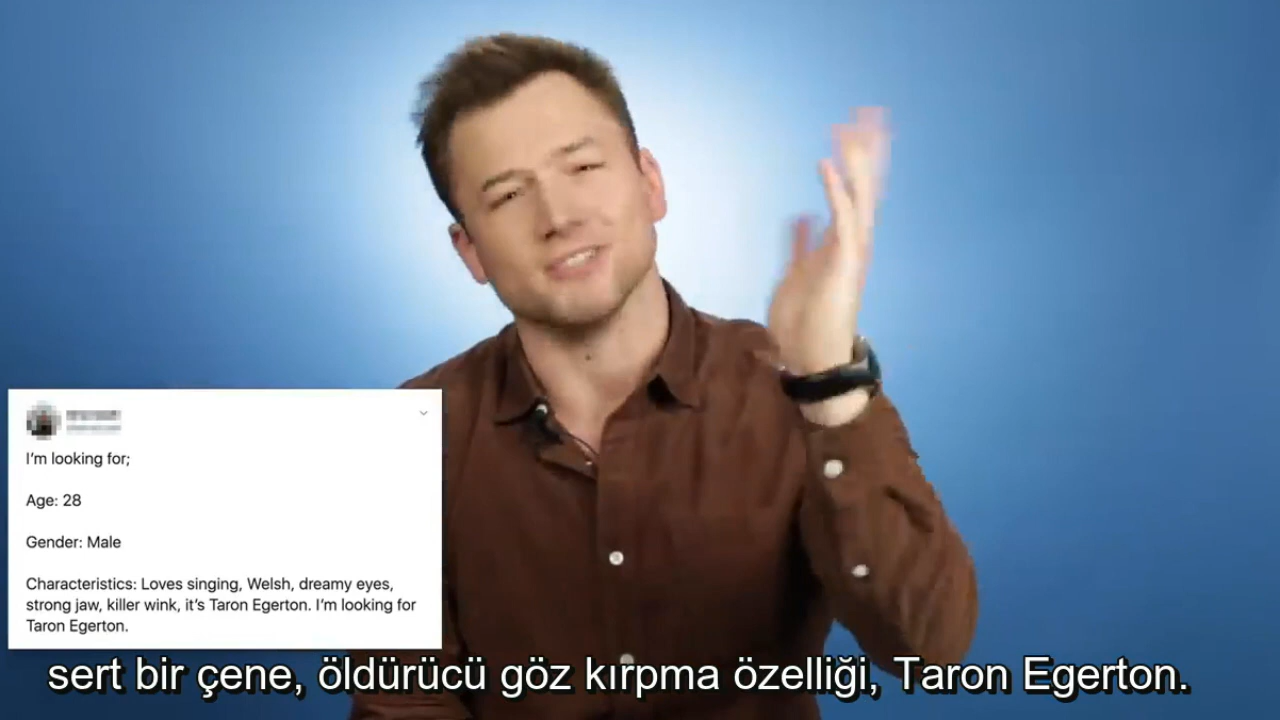 I'm looking for;
Age: 28
Gender: Male
Characteristics: Loves singing, Welsh, dreamy eyes,
strong jaw, killer wink, it's Taron Egerton. I'm looking for
Taron Egerton.
sert bir çene, öldürücü göz kırpma özelliği, Taron Egerton.